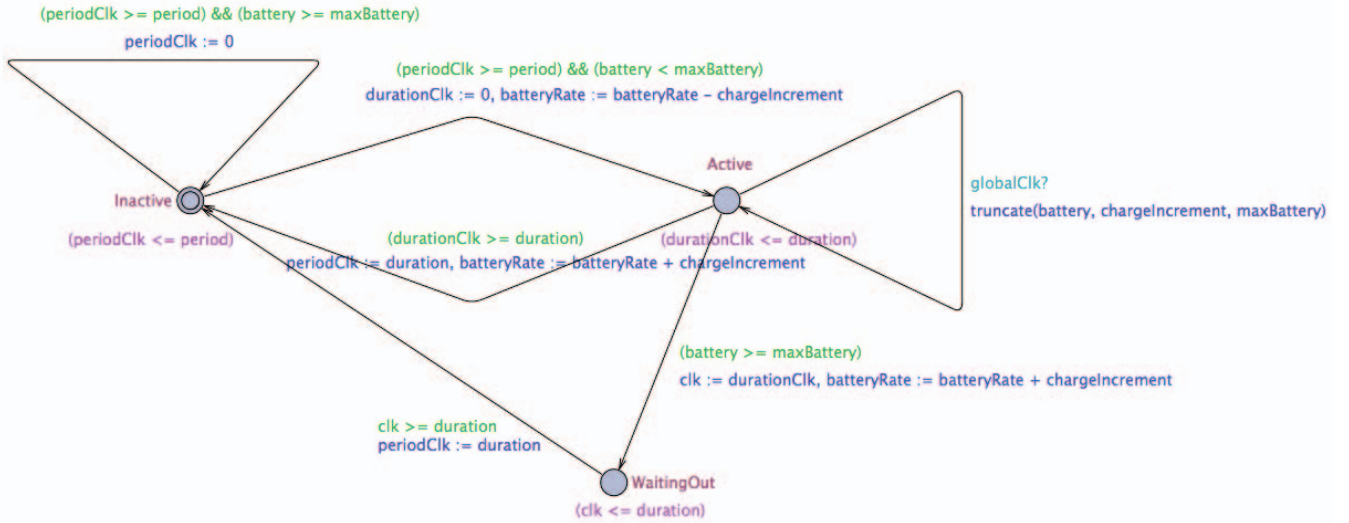 (periodClk >= period) && (battery >= maxBattery)
periodClk := 0
(periodClk >= period) && (battery < maxBattery)
durationClk := 0, batteryRate := batteryRate - chargeIncrement
Active
globalClk?
truncate(battery, chargeIncrement, maxBattery)
Inactive
(periodClk <= period)
(durationClk >= duration)
(durationClk <= duration)
periodClk := duration, batteryRate := batteryRate + chargeIncrement
(battery >= maxBattery)
clk := durationClk, batteryRate := batteryRate + chargeIncrement
clk >= duration
periodClk := duration
WaitingOut
(clk <= duration)